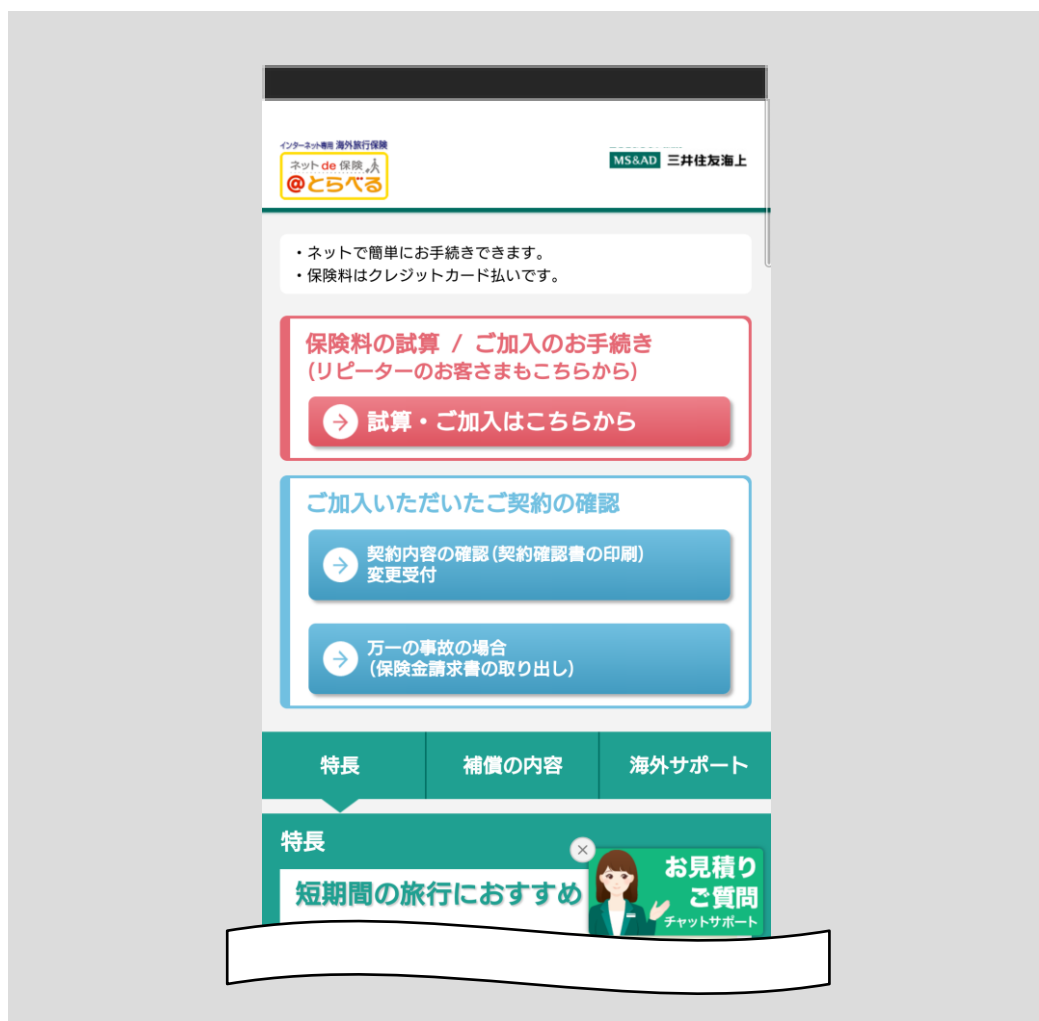 インターネット専用 海外旅行保険
ネット de 保険
@とらべる
MS&AD 三井住友海上
・ネットで簡単にお手続きできます。
・保険料はクレジットカード払いです。
保険料の試算 / ご加入のお手続き
(リピーターのお客さまもこちらから)
試算・ご加入はこちらから
ご加入いただいたご契約の確認
契約内容の確認(契約確認書の印刷)
変更受付
万一の事故の場合
(保険金請求書の取り出し)
特長
補償の内容
海外サポート
特長
短期間の旅行におすすめ
お見積り
ご質問
チャットサポート